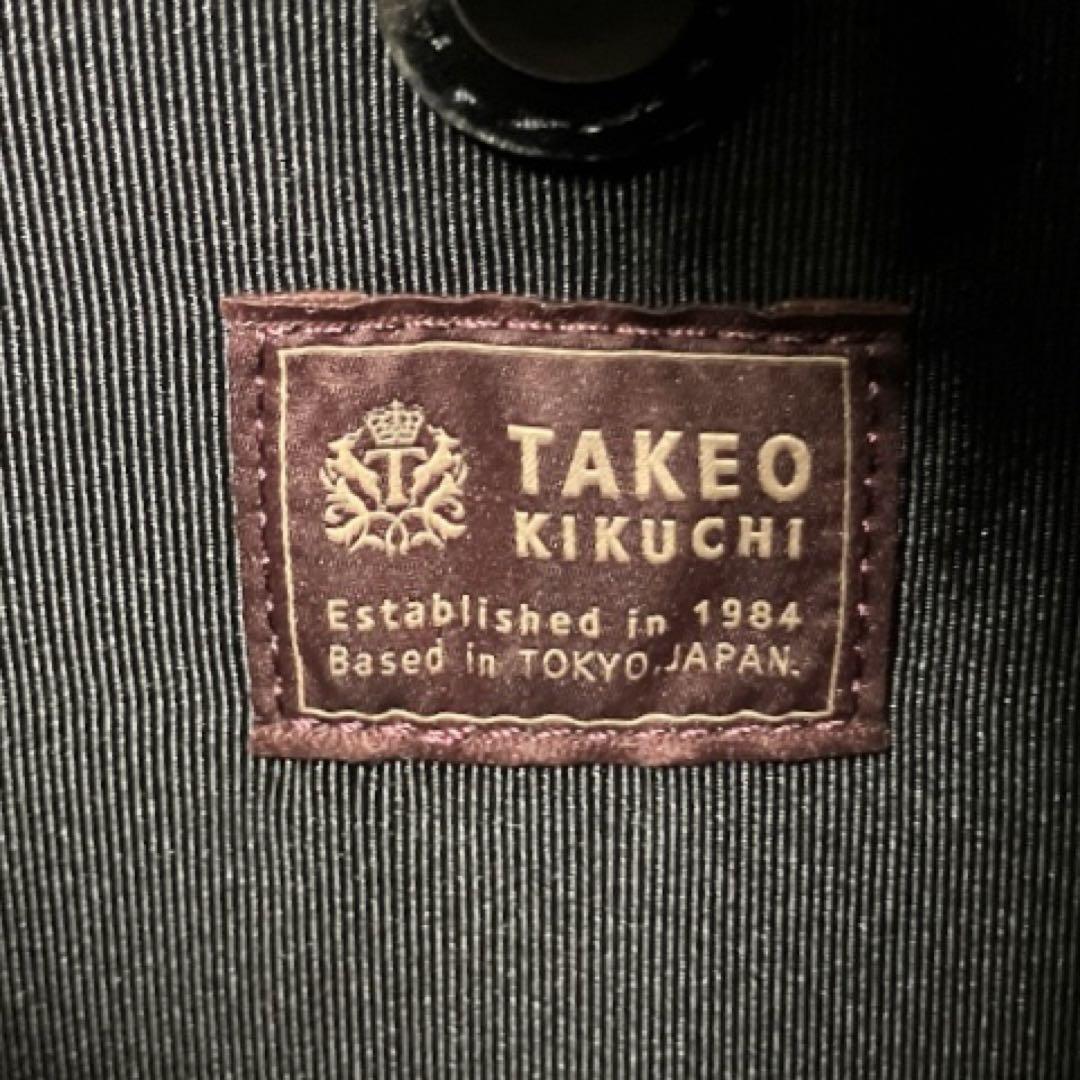 T
TAKEO
KIKUCHI
Established in 1984
Based in TOKYO.JAPAN.